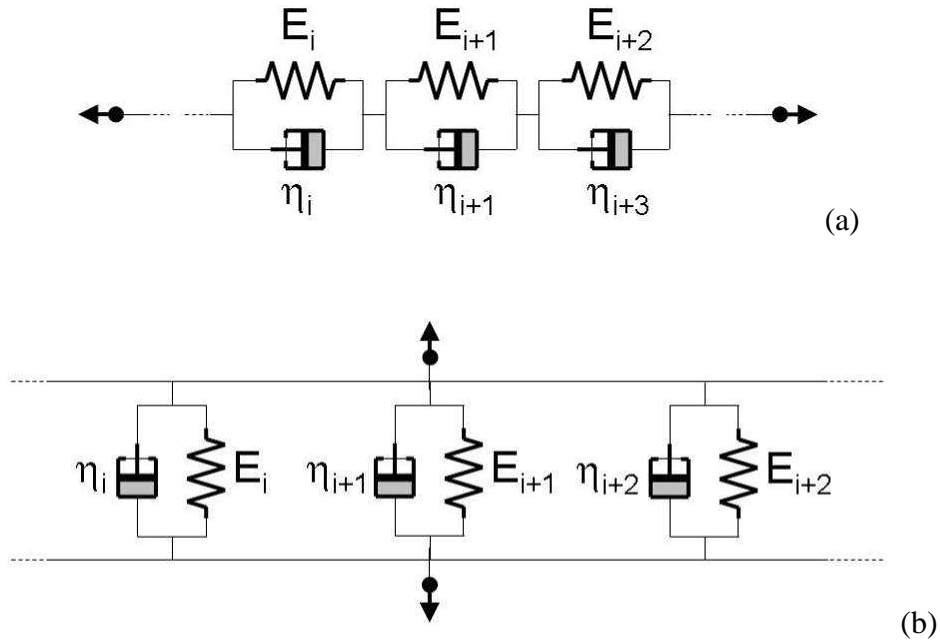 E_i E_{i+1} E_{i+2}
η_i η_{i+1} η_{i+3}
(a)
η_i E_i η_{i+1} E_{i+1} η_{i+2} E_{i+2}
(b)